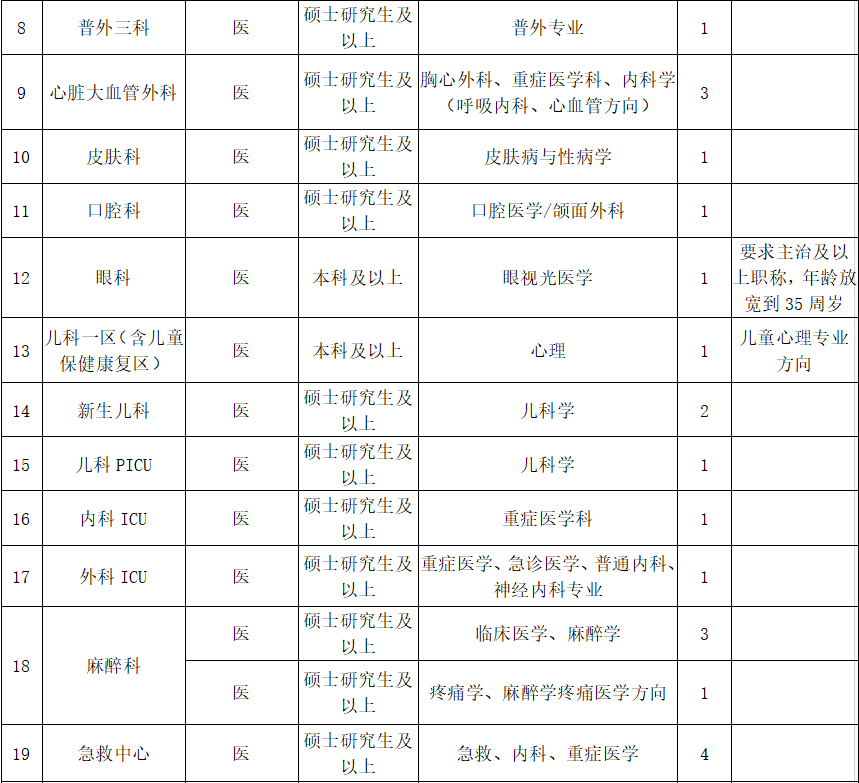 8 普外三科 医 硕士研究生及以上 普外专业 1
9 心脏大血管外科 医 硕士研究生及以上 胸心外科、重症医学科、内科学（呼吸内科、心血管方向） 3
10 皮肤科 医 硕士研究生及以上 皮肤病与性病学 1
11 口腔科 医 硕士研究生及以上 口腔医学/颌面外科 1
12 眼科 医 本科及以上 眼视光医学 1 要求主治及以上职称，年龄放宽到 35 周岁
13 儿科一区（含儿童保健康复区） 医 本科及以上 心理 1 儿童心理专业方向
14 新生儿科 医 硕士研究生及以上 儿科学 2
15 儿科 PICU 医 硕士研究生及以上 儿科学 1
16 内科 ICU 医 硕士研究生及以上 重症医学科 1
17 外科 ICU 医 硕士研究生及以上 重症医学、急诊医学、普通内科、神经内科专业 1
18 麻醉科 医 硕士研究生及以上 临床医学、麻醉学 3
医 硕士研究生及以上 疼痛学、麻醉学疼痛医学方向 1
19 急救中心 医 硕士研究生及以上 急救、内科、重症医学 4